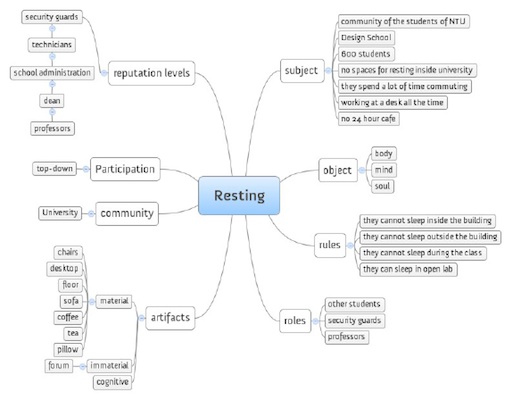 Resting
subject
community of the students of NTU
Design School
600 students
no spaces for resting inside university
they spend a lot of time commuting
working at a desk all the time
no 24 hour cafe
object
body
mind
soul
rules
they cannot sleep inside the building
they cannot sleep outside the building
they cannot sleep during the class
they can sleep in open lab
roles
other students
security guards
professors
reputation levels
security guards
technicians
school administration
dean
professors
Participation
top-down
community
University
artifacts
material
chairs
desktop
floor
sofa
coffee
tea
pillow
immaterial
forum
cognitive